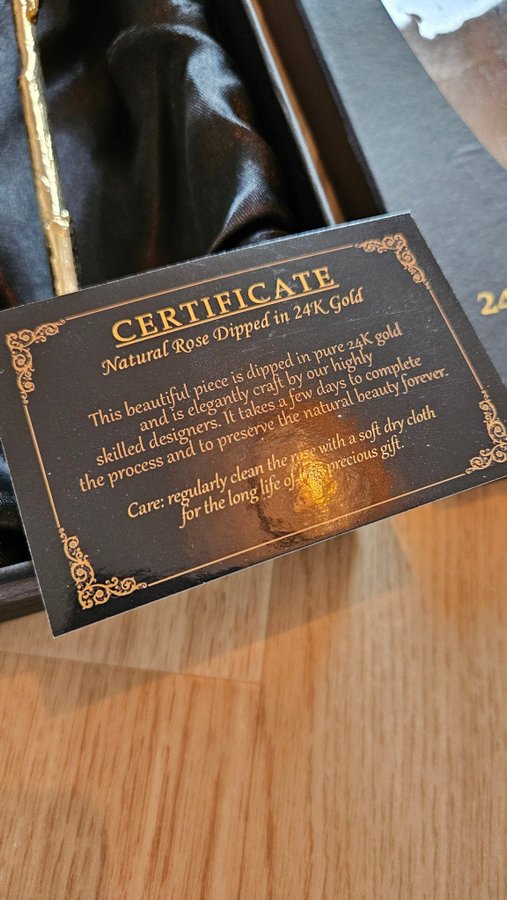 CERTIFICATE
Natural Rose Dipped in 24K Gold
This beautiful piece is dipped in pure 24K gold
and is elegantly craft by our highly
skilled designers. It takes a few days to complete
the process and to preserve the natural beauty forever.
Care: regularly clean the rose with a soft dry cloth
for the long life of precious gift.
24